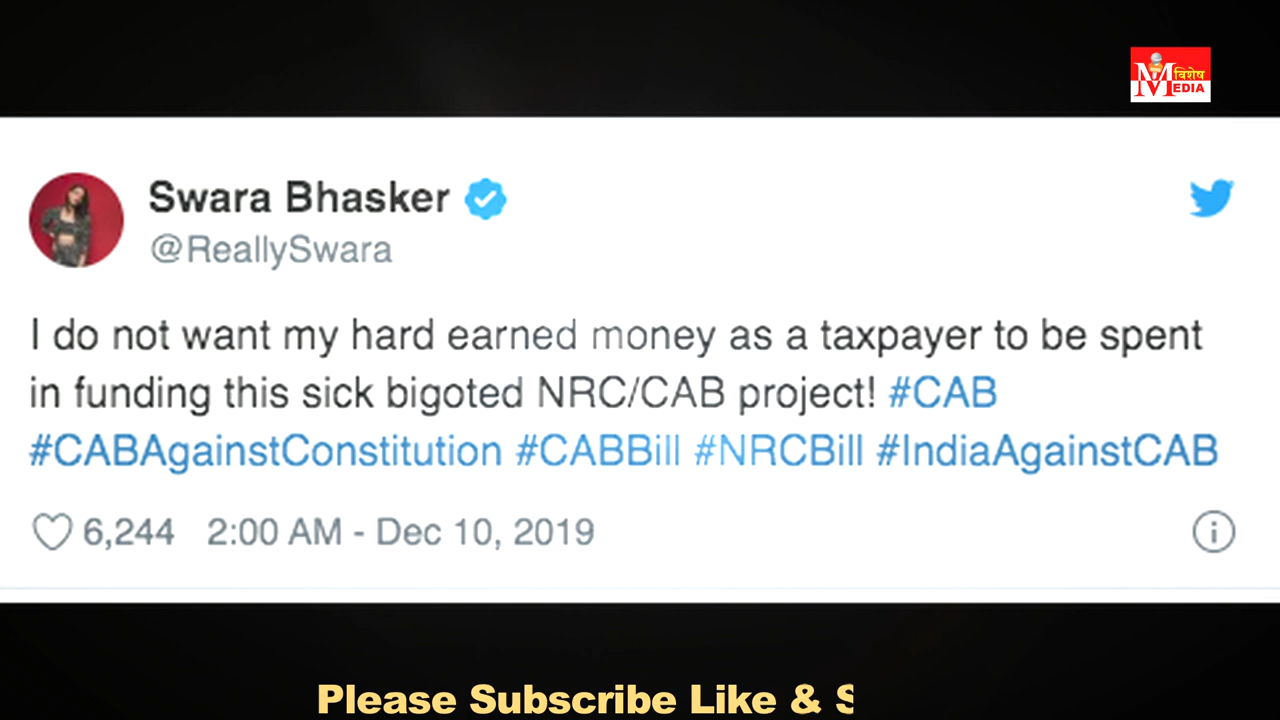 विशेष
MEDIA
Swara Bhasker
@ReallySwara
I do not want my hard earned money as a taxpayer to be spent
in funding this sick bigoted NRC/CAB project! #CAB
#CABAgainstConstitution #CABBill #NRCBill #IndiaAgainstCAB
6,244 2:00 AM - Dec 10, 2019
Please Subscribe Like & S